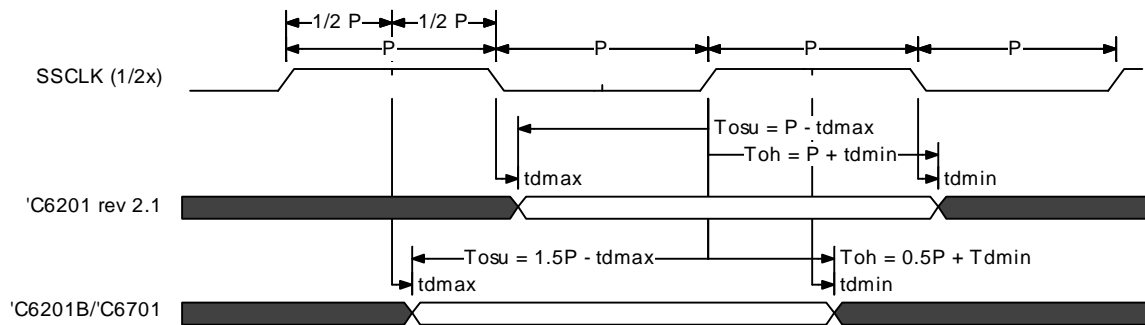 1/2 P 1/2 P
P P P P
SSCLK (1/2x)
Tosu = P - tdmax
Toh = P + tdmin
tdmax tdmin
'C6201 rev 2.1
Tosu = 1.5P - tdmax Toh = 0.5P + Tdmin
tdmax tdmin
'C6201B/'C6701